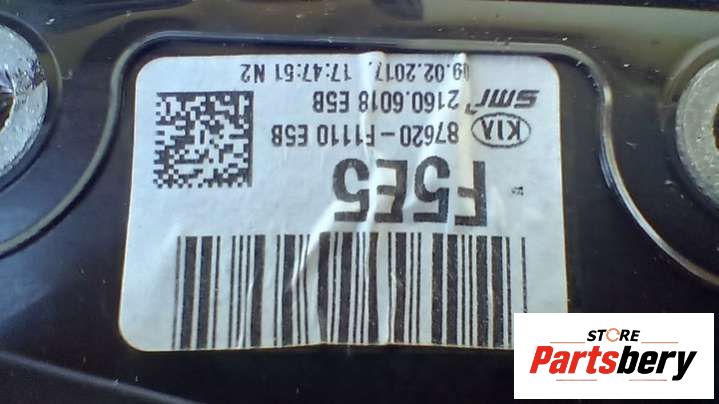 F5E5
KIA 87620-F1110 E5B
smr 2160.6018 E5B
09.02.2017. 17:47:51 N2
STORE
Partsbery